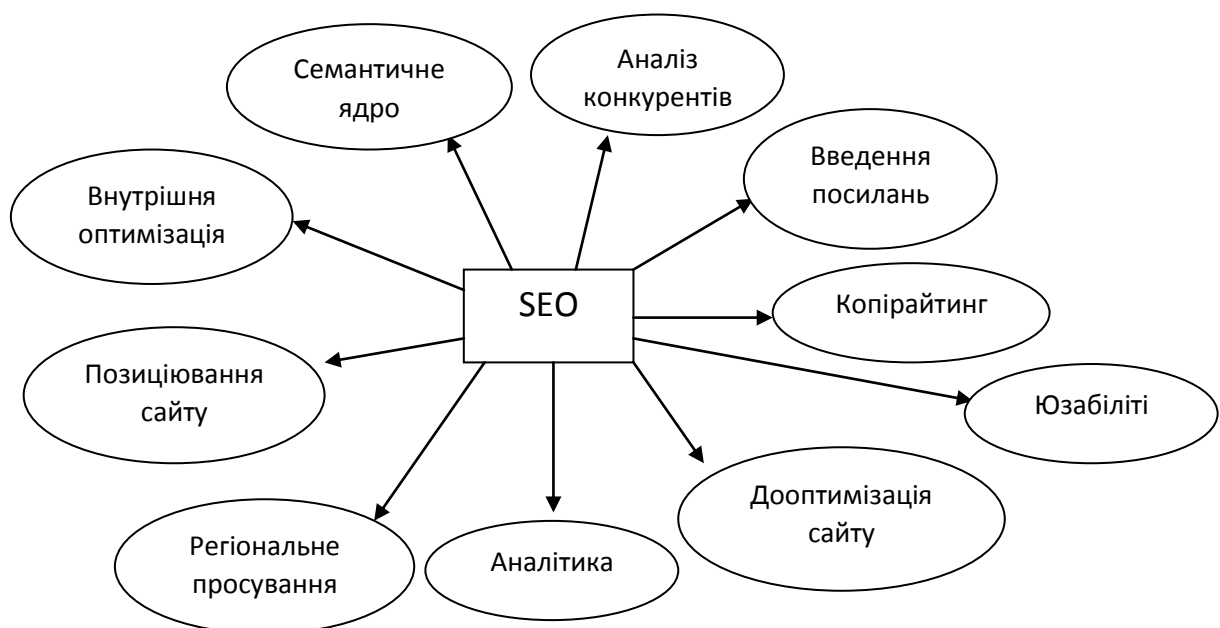 Семантичне
ядро
Аналіз
конкурентів
Введення
посилань
Внутрішня
оптимізація
SEO
Копірайтинг
Позиціювання
сайту
Юзабіліті
Дооптимізація
сайту
Регіональне
просування
Аналітика